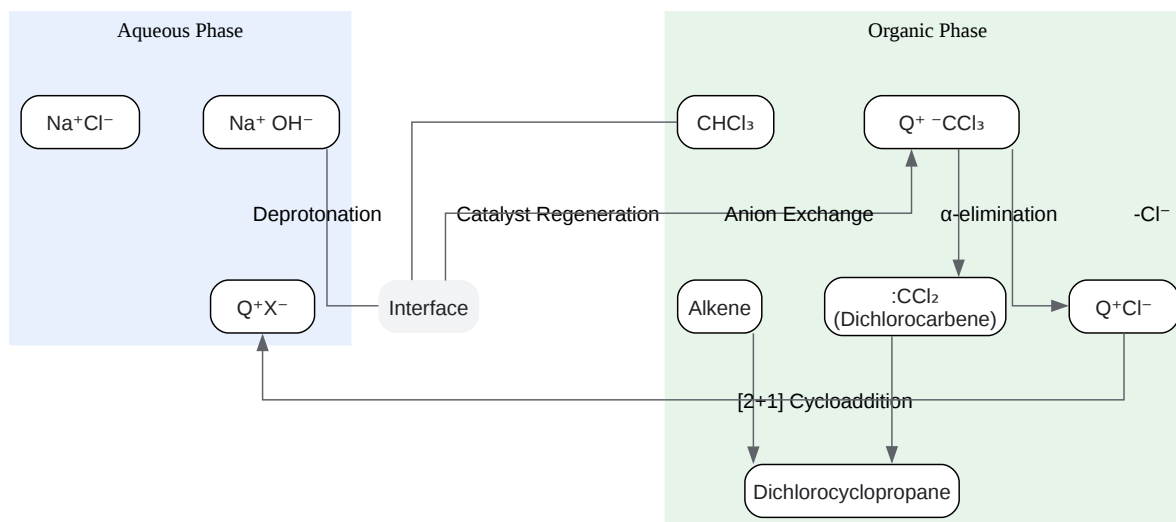 Aqueous Phase
Organic Phase
Na⁺Cl⁻
Na⁺ OH⁻
CHCl₃
Q⁺ ⁻CCl₃
Deprotonation
Catalyst Regeneration
Anion Exchange
α-elimination
-Cl⁻
Q⁺X⁻
Interface
Alkene
:CCl₂
(Dichlorocarbene)
Q⁺Cl⁻
[2+1] Cycloaddition
Dichlorocyclopropane